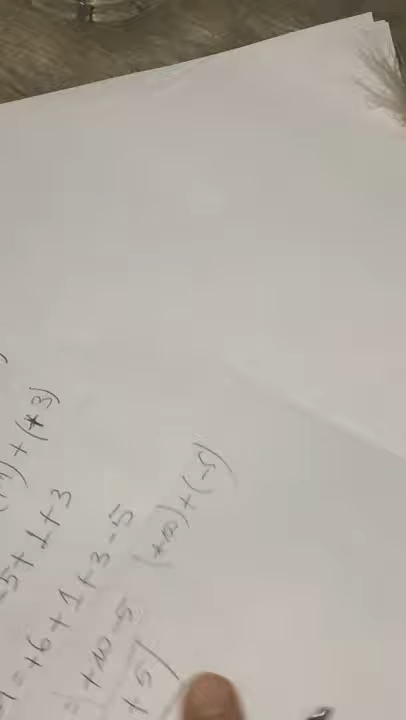 + (+3)
-5 + 1 + 3
= +6 + 1 + 3 - 5
= +10 - 5 (+10) + (-5)
+ 5